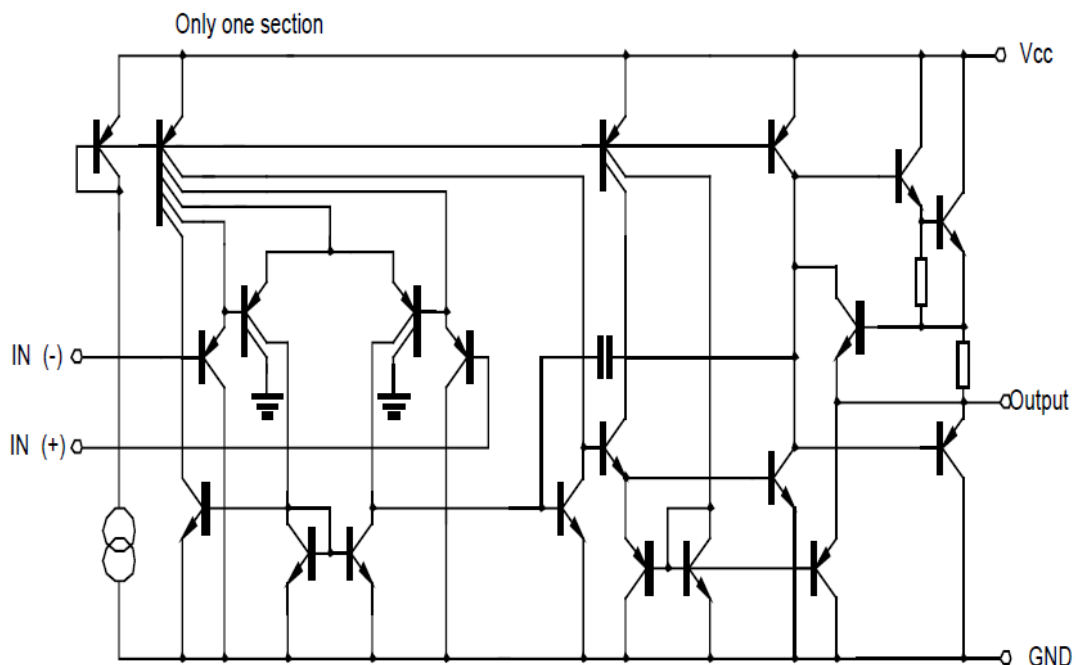 Only one section
Vcc
IN (-)
Output
IN (+)
GND